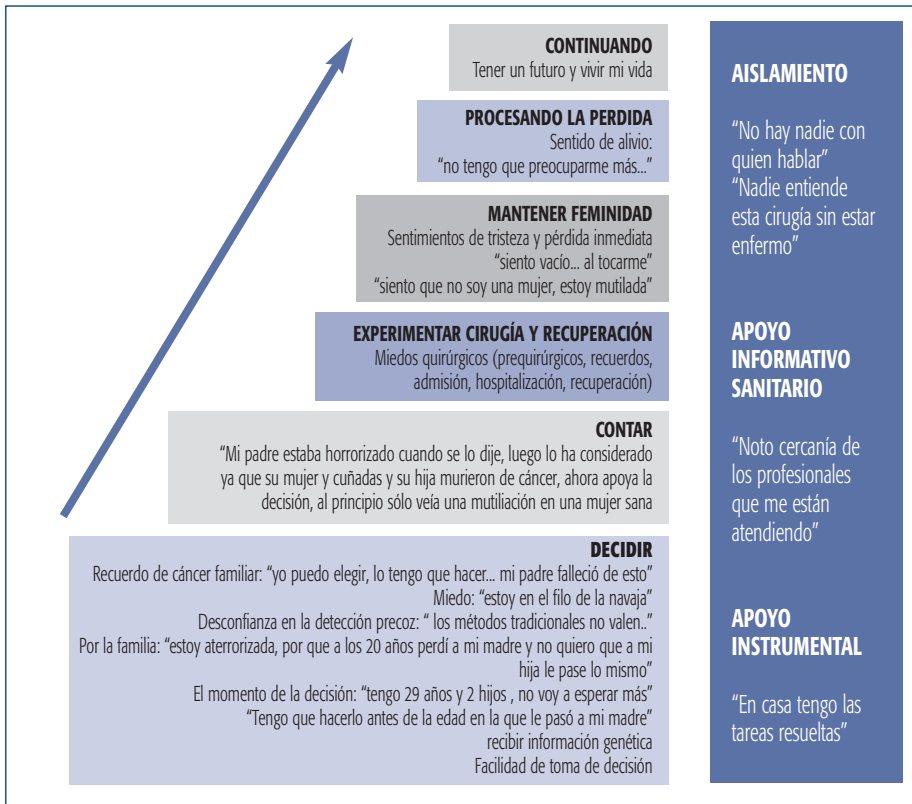 CONTINUANDO
Tener un futuro y vivir mi vida
PROCESANDO LA PERDIDA
Sentido de alivio:
“no tengo que preocuparme más...”
MANTENER FEMINIDAD
Sentimientos de tristeza y pérdida inmediata
“siento vacío... al tocarme”
“siento que no soy una mujer, estoy mutilada”
EXPERIMENTAR CIRUGÍA Y RECUPERACIÓN
Miedos quirúrgicos (prequirúrgicos, recuerdos,
admisión, hospitalización, recuperación)
CONTAR
“Mi padre estaba horrorizado cuando se lo dije, luego lo ha considerado
ya que su mujer y cuñadas y su hija murieron de cáncer, ahora apoya la
decisión, al principio sólo veía una mutiliación en una mujer sana
DECIDIR
Recuerdo de cáncer familiar: “yo puedo elegir, lo tengo que hacer... mi padre falleció de esto”
Miedo: “estoy en el filo de la navaja”
Desconfianza en la detección precoz: “ los métodos tradicionales no valen..”
Por la familia: “estoy aterrorizada, por que a los 20 años perdí a mi madre y no quiero que a mi
hija le pase lo mismo”
El momento de la decisión: “tengo 29 años y 2 hijos , no voy a esperar más”
“Tengo que hacerlo antes de la edad en la que le pasó a mi madre”
recibir información genética
Facilidad de toma de decisión
AISLAMIENTO
“No hay nadie con
quien hablar”
“Nadie entiende
esta cirugía sin estar
enfermo”
APOYO
INFORMATIVO
SANITARIO
“Noto cercanía de
los profesionales
que me están
atendiendo”
APOYO
INSTRUMENTAL
“En casa tengo las
tareas resueltas”